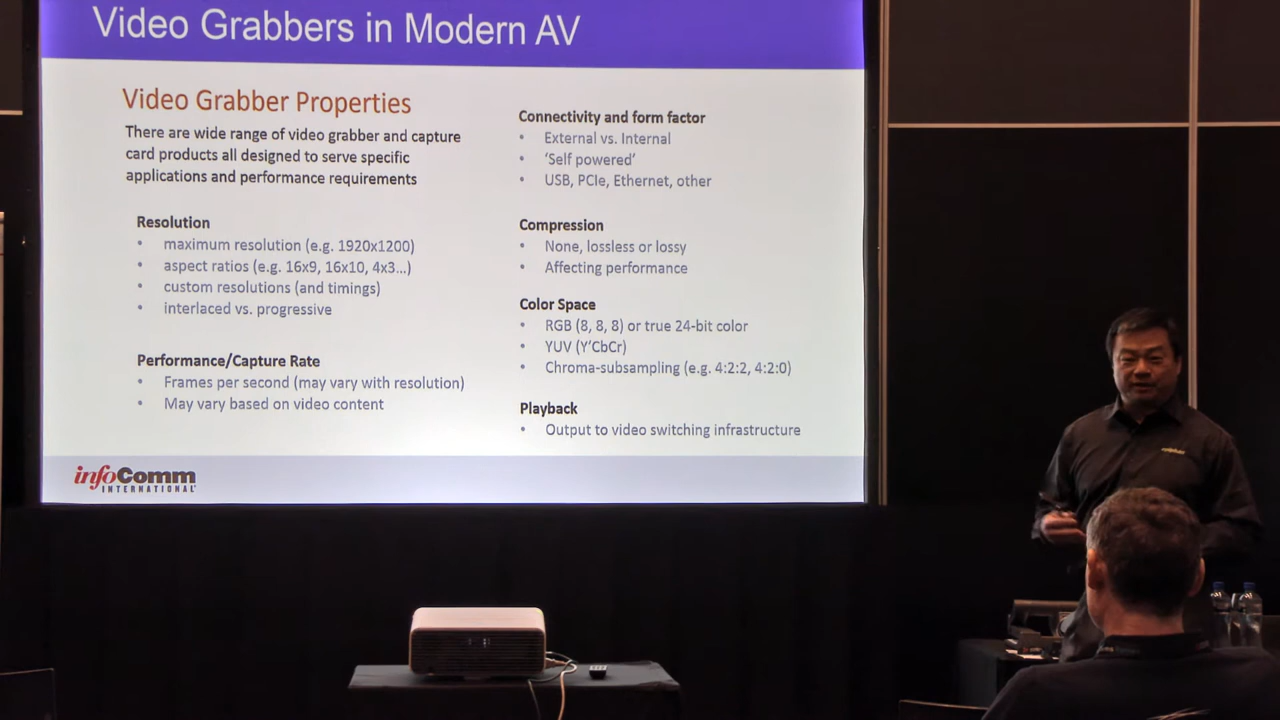 Video Grabbers in Modern AV
Video Grabber Properties
There are wide range of video grabber and capture
card products all designed to serve specific
applications and performance requirements
Resolution
• maximum resolution (e.g. 1920x1200)
• aspect ratios (e.g. 16x9, 16x10, 4x3...)
• custom resolutions (and timings)
• interlaced vs. progressive
Performance/Capture Rate
• Frames per second (may vary with resolution)
• May vary based on video content
Connectivity and form factor
• External vs. Internal
• ‘Self powered’
• USB, PCIe, Ethernet, other
Compression
• None, lossless or lossy
• Affecting performance
Color Space
• RGB (8, 8, 8) or true 24-bit color
• YUV (Y’CbCr)
• Chroma-subsampling (e.g. 4:2:2, 4:2:0)
Playback
• Output to video switching infrastructure
infoComm
INTERNATIONAL